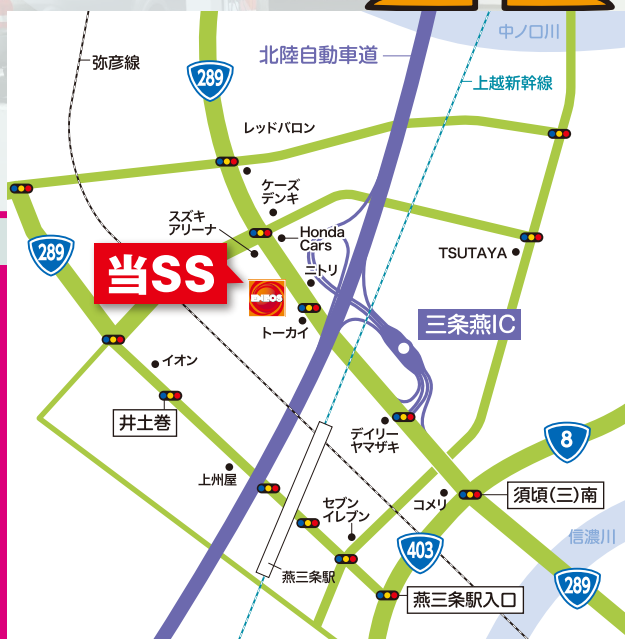 中ノ口川
弥彦線
北陸自動車道
289
上越新幹線
レッドバロン
ケーズ
デンキ
スズキ
アリーナ
Honda
Cars
289
TSUTAYA
当SS
ENEOS
ニトリ
トーカイ
三条燕IC
イオン
井土巻
デイリー
ヤマザキ
8
上州屋
セブン
イレブン
コメリ
須頃(三)南
信濃川
403
燕三条駅
289
燕三条駅入口